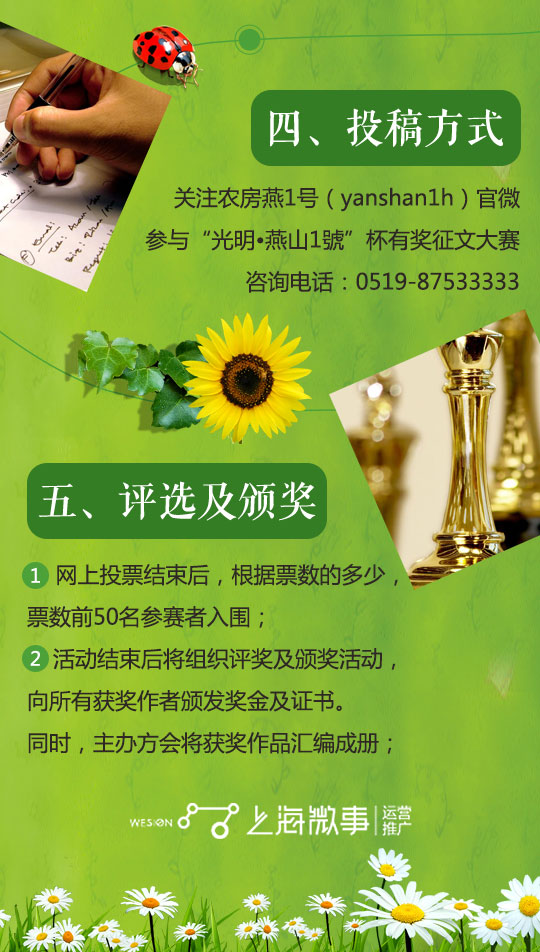 四、投稿方式
关注农房燕1号（yanshan1h）官微
参与“光明•燕山1號”杯有奖征文大赛
咨询电话：0519-87533333
五、评选及颁奖
1 网上投票结束后，根据票数的多少，
票数前50名参赛者入围；
2 活动结束后将组织评奖及颁奖活动，
向所有获奖作者颁发奖金及证书。
同时，主办方会将获奖作品汇编成册；
WESION 上海微事 运营
推广